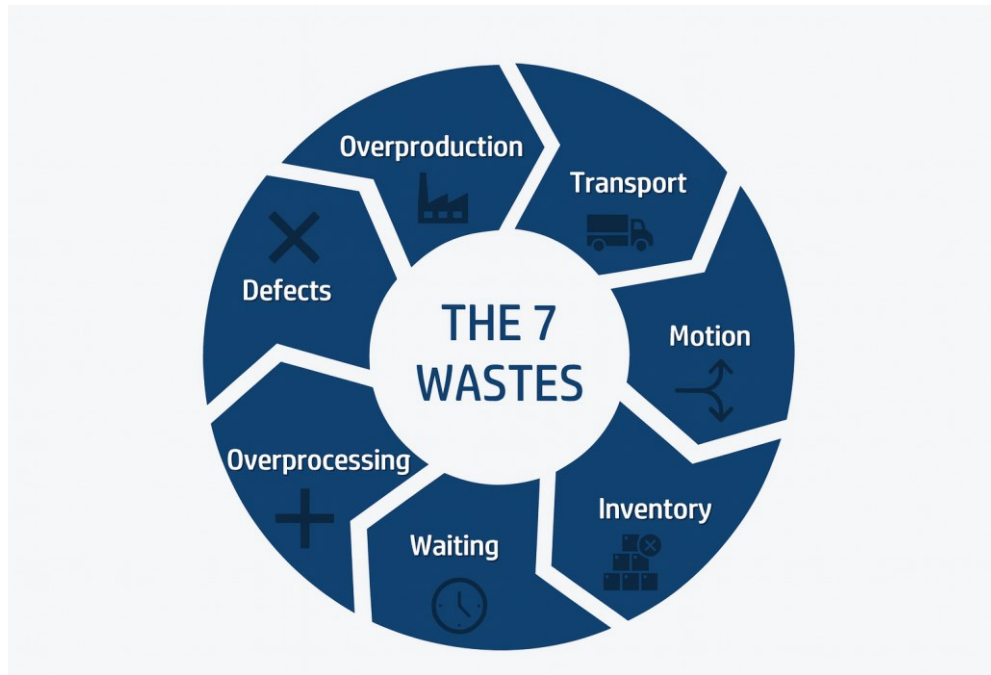 Overproduction
Transport
Defects
THE 7
WASTES
Motion
Overprocessing
Inventory
Waiting